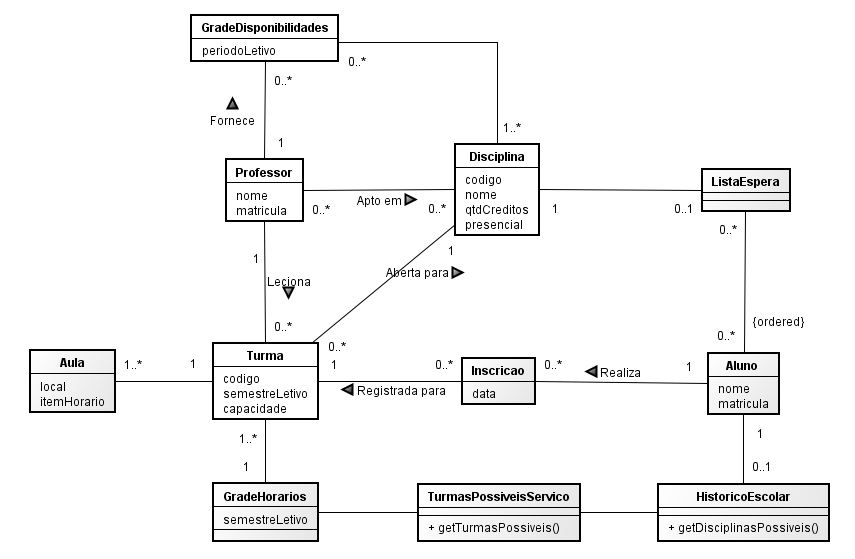 GradeDisponibilidades
periodoLetivo
0..*
0..*
Fornece
1
1..*
Professor
nome
matricula
Disciplina
codigo
nome
qtdCreditos
presencial
ListaEspera
0..*
Apto em
0..*
1
0..1
0..*
1
1
Leciona
Aberta para
0..*
0..*
{ordered}
0..*
Aula
local
itemHorario
1..*
1
Turma
codigo
semestreLetivo
capacidade
1
Registrada para
0..*
Inscricao
data
0..*
Realiza
1
Aluno
nome
matricula
1..*
1
1
0..1
GradeHorarios
semestreLetivo
TurmasPossiveisServico
+ getTurmasPossiveis()
HistoricoEscolar
+ getDisciplinasPossiveis()